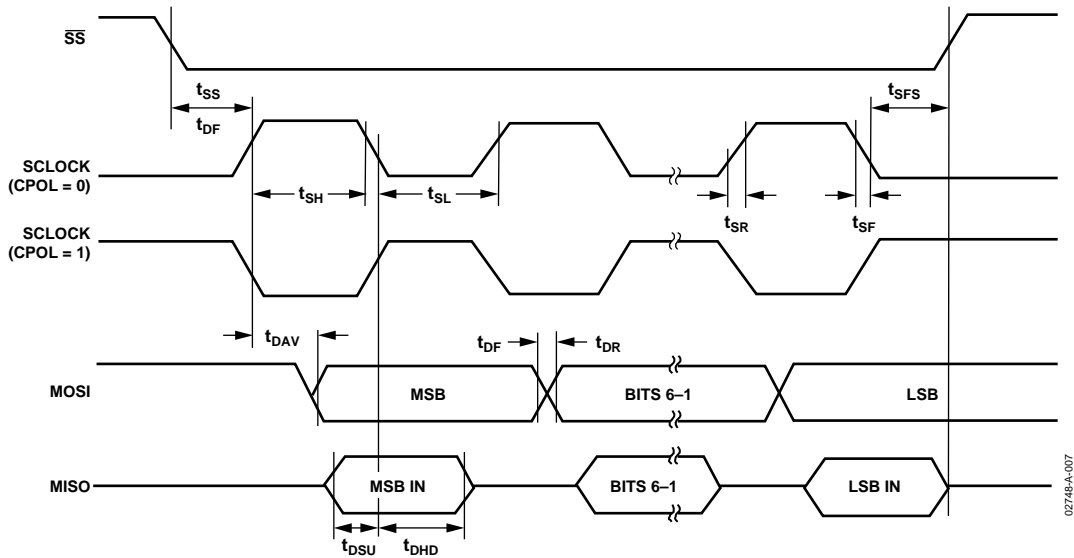 SS
tSS
tDF
tSFS
SCLOCK
(CPOL = 0)
tSH
tSL
tSR
tSF
SCLOCK
(CPOL = 1)
tDAV
tDF
tDR
MOSI
MSB
BITS 6–1
LSB
MISO
MSB IN
BITS 6–1
LSB IN
tDSU
tDHD
02748-A-007